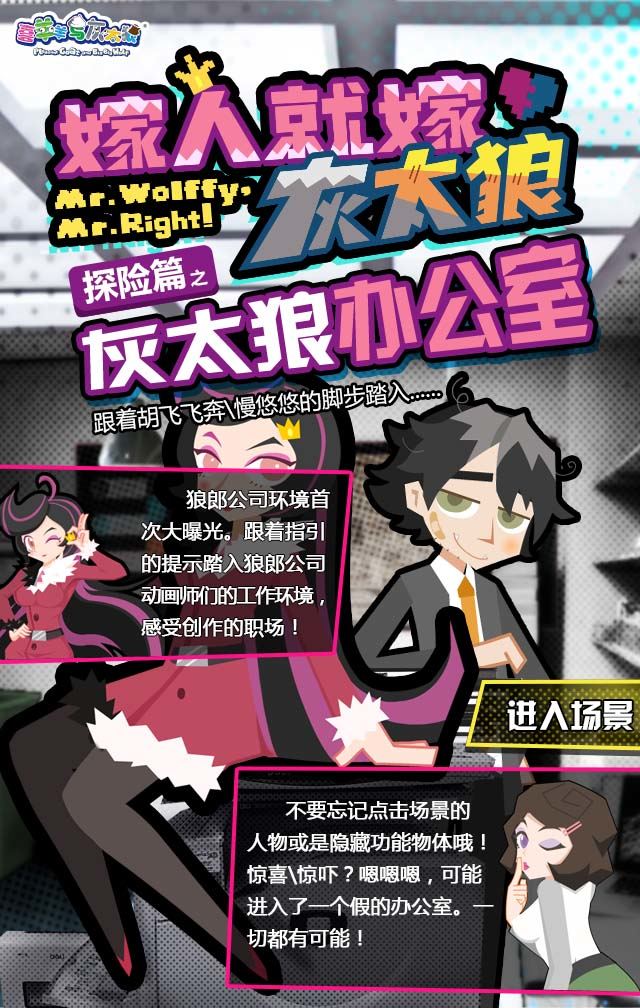 喜羊羊与灰太狼
Pleasant Goat and Big Big Wolf
嫁人就嫁
Mr.Wolffy,
Mr.Right!
灰太狼
探险篇之
灰太狼办公室
跟着胡飞飞奔\慢悠悠的脚步踏入······
狼郎公司环境首
次大曝光。跟着指引
的提示踏入狼郎公司
动画师们的工作环境，
感受创作的职场！
进入场景
不要忘记点击场景的
人物或是隐藏功能物体哦！
惊喜\惊吓？嗯嗯嗯，可能
进入了一个假的办公室。一
切都有可能！